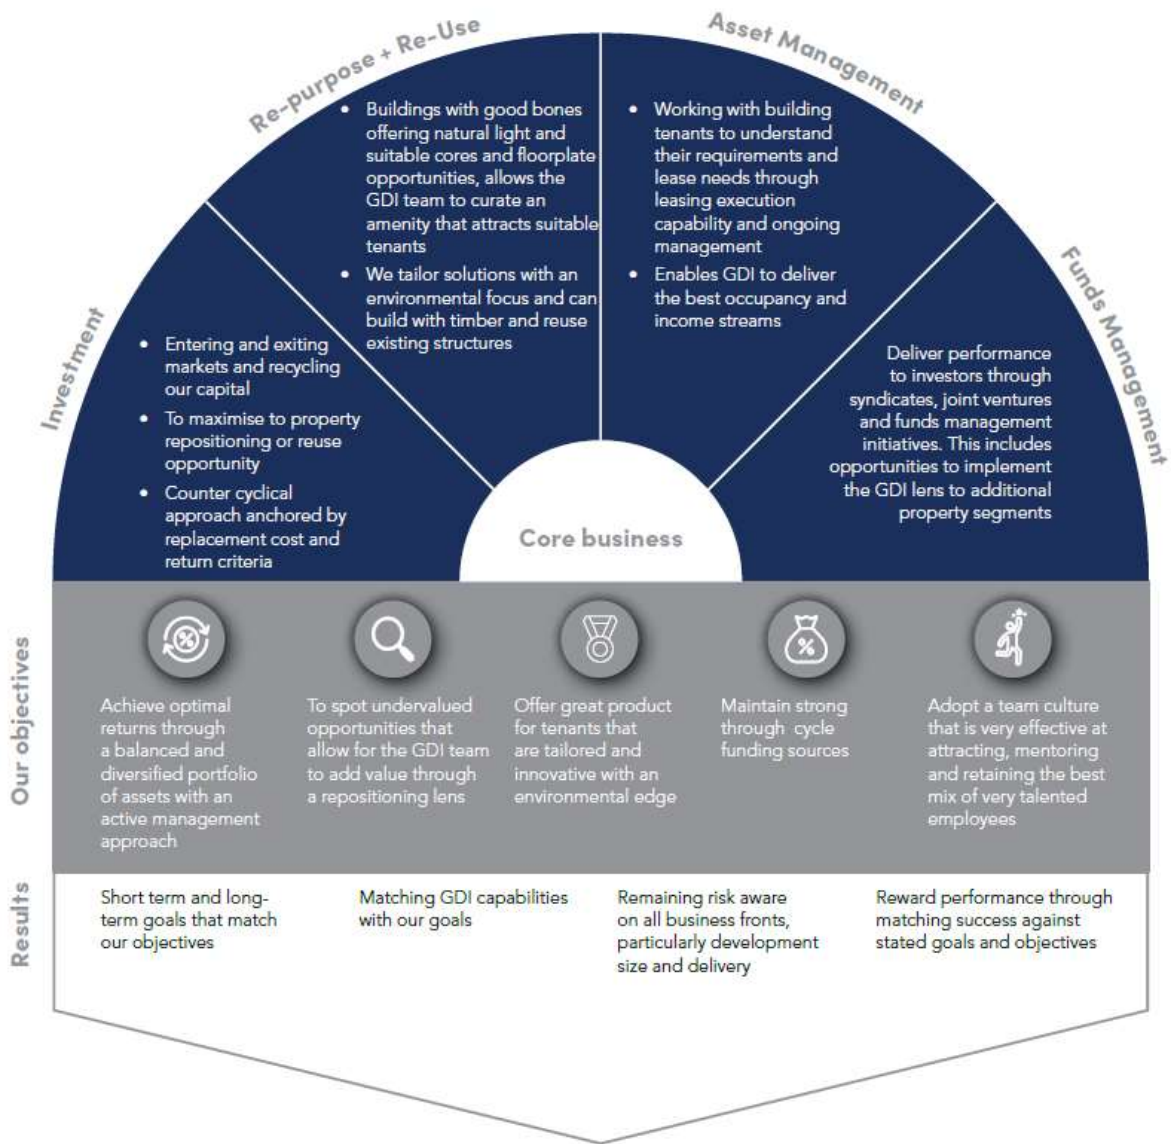 Investment
• Entering and exiting
markets and recycling
our capital
• To maximise to property
repositioning or reuse
opportunity
• Counter cyclical
approach anchored by
replacement cost and
return criteria
Re-purpose + Re-Use
• Buildings with good bones
offering natural light and
suitable cores and floorplate
opportunities, allows the
GDI team to curate an
amenity that attracts suitable
tenants
• We tailor solutions with an
environmental focus and can
build with timber and reuse
existing structures
Asset Management
• Working with building
tenants to understand
their requirements and
lease needs through
leasing execution
capability and ongoing
management
• Enables GDI to deliver
the best occupancy and
income streams
Funds Management
Deliver performance
to investors through
syndicates, joint ventures
and funds management
initiatives. This includes
opportunities to implement
the GDI lens to additional
property segments
Core business
Our objectives
%
Achieve optimal
returns through
a balanced and
diversified portfolio
of assets with an
active management
approach
To spot undervalued
opportunities that
allow for the GDI team
to add value through
a repositioning lens
Offer great product
for tenants that
are tailored and
innovative with an
environmental edge
%
Maintain strong
through cycle
funding sources
Adopt a team culture
that is very effective at
attracting, mentoring
and retaining the best
mix of very talented
employees
Results
Short term and long-
term goals that match
our objectives
Matching GDI capabilities
with our goals
Remaining risk aware
on all business fronts,
particularly development
size and delivery
Reward performance through
matching success against
stated goals and objectives